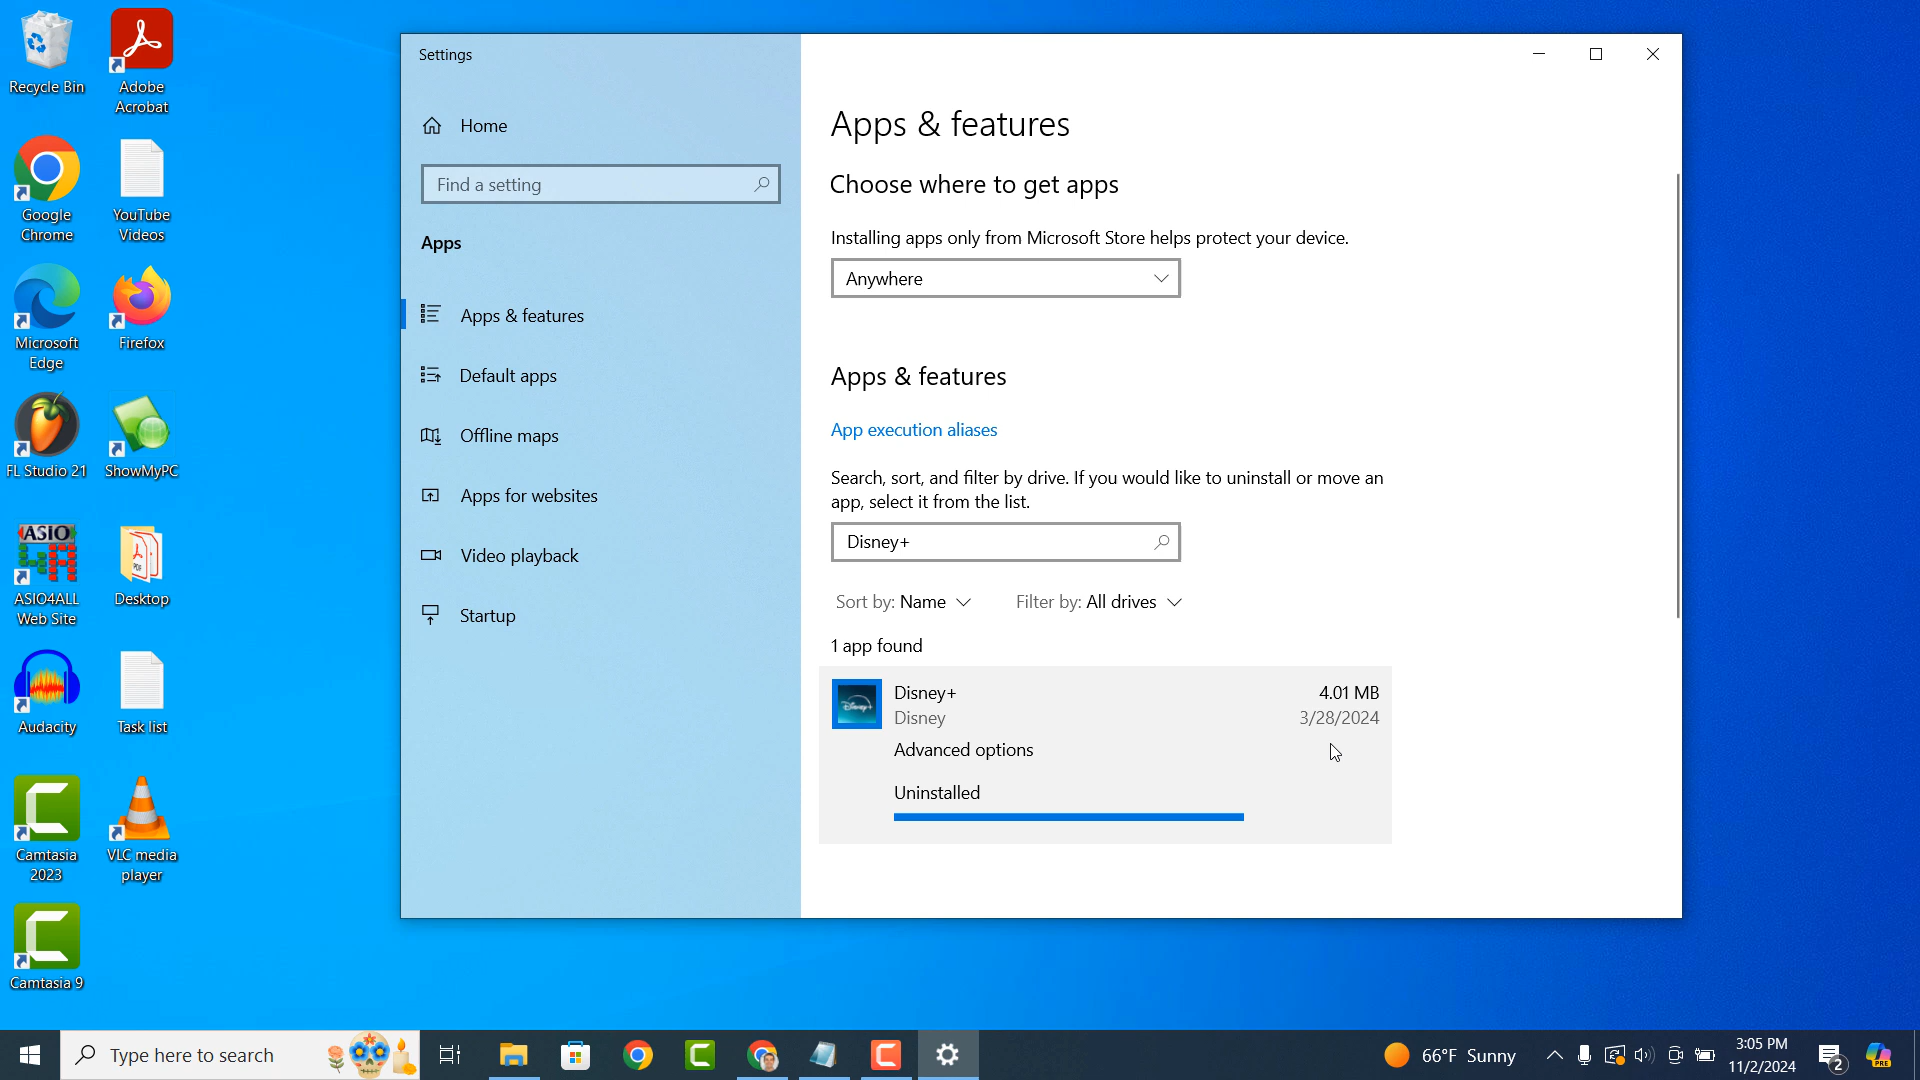 Recycle Bin
Adobe
Acrobat
Google
Chrome
YouTube
Videos
Microsoft
Edge
Firefox
FL Studio 21
ShowMyPC
ASIO
ASIO4ALL
Web Site
PDF
Desktop
Audacity
Task list
Camtasia
2023
VLC media
player
Camtasia 9
Settings
Home
Find a setting
Apps
Apps & features
Default apps
Offline maps
Apps for websites
Video playback
Startup
Apps & features
Choose where to get apps
Installing apps only from Microsoft Store helps protect your device.
Anywhere
Apps & features
App execution aliases
Search, sort, and filter by drive. If you would like to uninstall or move an
app, select it from the list.
Disney+
Sort by: Name
Filter by: All drives
1 app found
Disney+
Disney+
4.01 MB
Disney
3/28/2024
Advanced options
Uninstalled
Type here to search
66°F Sunny
3:05 PM
11/2/2024
2
PRE